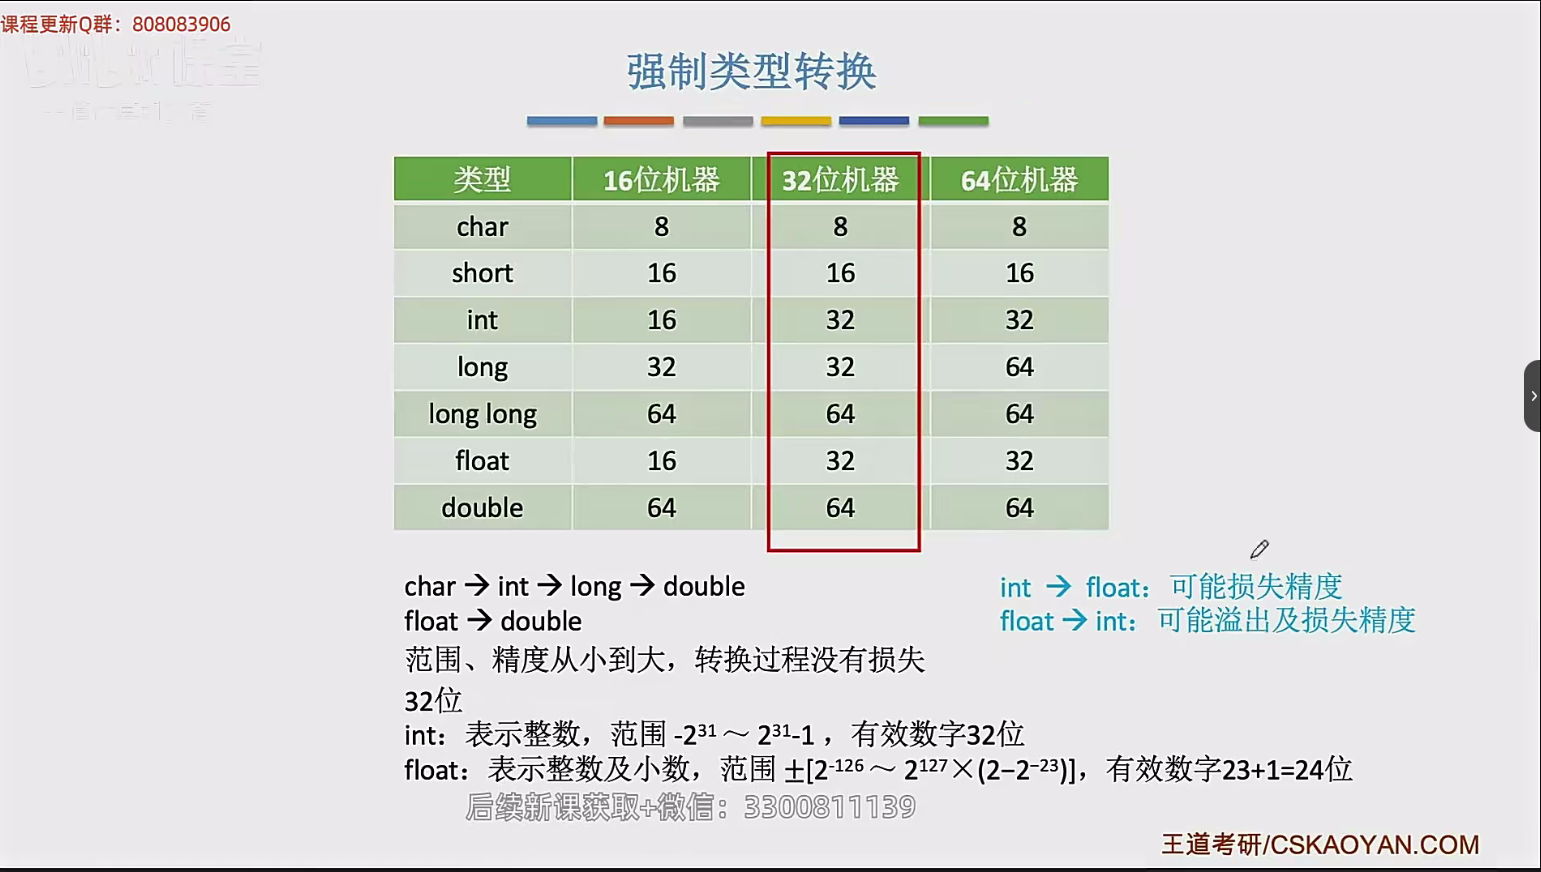 课程更新Q群：808083906
强制类型转换
类型 16位机器 32位机器 64位机器
char 8 8 8
short 16 16 16
int 16 32 32
long 32 32 64
long long 64 64 64
float 16 32 32
double 64 64 64
char → int → long → double
float → double
范围、精度从小到大，转换过程没有损失
int → float：可能损失精度
float → int：可能溢出及损失精度
32位
int：表示整数，范围 -2³¹～ 2³¹-1 ，有效数字32位
float：表示整数及小数，范围 ±[2⁻¹²⁶～ 2¹²⁷×(2−2⁻²³)]，有效数字23+1=24位
后续新课获取+微信：3300811139
王道考研/CSKAOYAN.COM